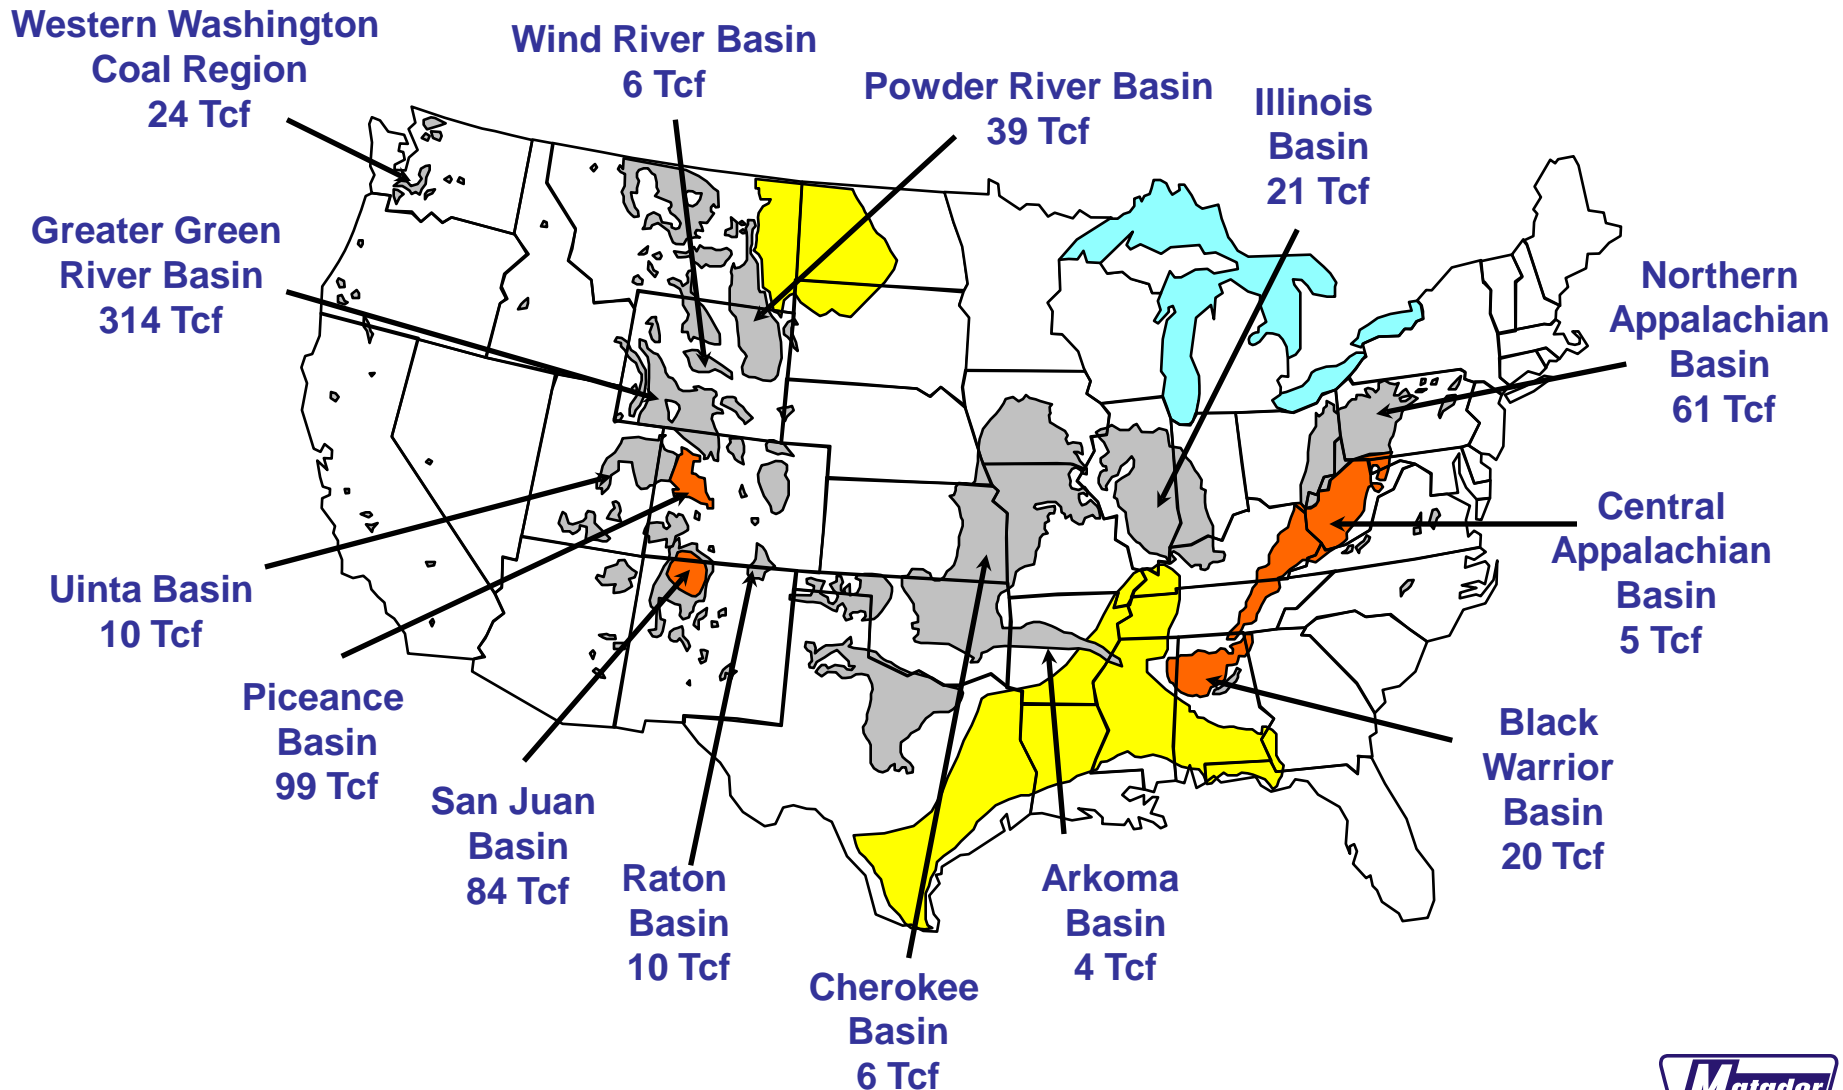 Western Washington
Coal Region
24 Tcf
Wind River Basin
6 Tcf
Powder River Basin
39 Tcf
Illinois
Basin
21 Tcf
Greater Green
River Basin
314 Tcf
Northern
Appalachian
Basin
61 Tcf
Central
Appalachian
Basin
5 Tcf
Uinta Basin
10 Tcf
Piceance
Basin
99 Tcf
San Juan
Basin
84 Tcf
Raton
Basin
10 Tcf
Cherokee
Basin
6 Tcf
Arkoma
Basin
4 Tcf
Black
Warrior
Basin
20 Tcf
Matador